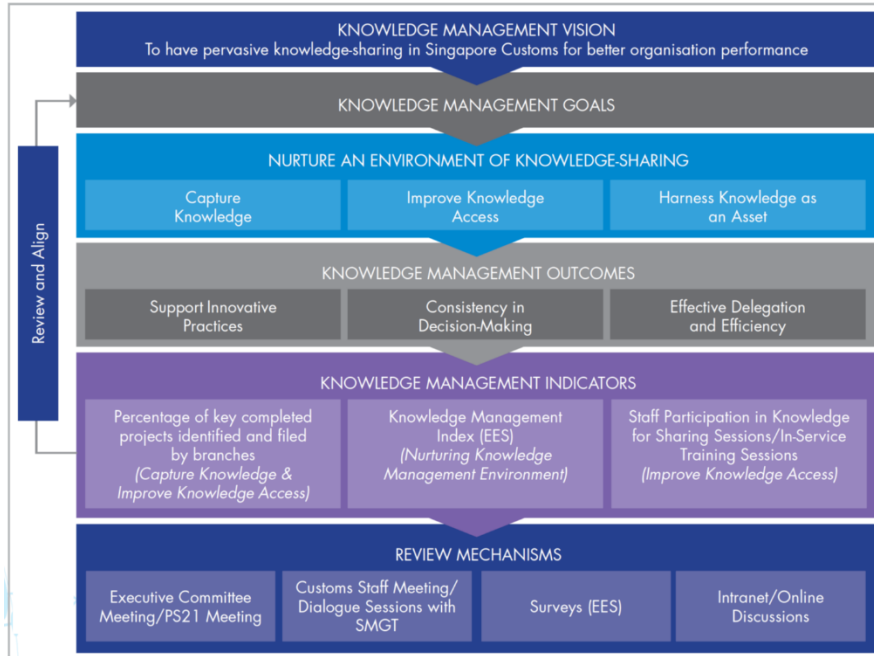 KNOWLEDGE MANAGEMENT VISION
To have pervasive knowledge-sharing in Singapore Customs for better organisation performance
KNOWLEDGE MANAGEMENT GOALS
Review and Align
NURTURE AN ENVIRONMENT OF KNOWLEDGE-SHARING
Capture
Knowledge
Improve Knowledge
Access
Harness Knowledge as
an Asset
KNOWLEDGE MANAGEMENT OUTCOMES
Support Innovative
Practices
Consistency in
Decision-Making
Effective Delegation
and Efficiency
KNOWLEDGE MANAGEMENT INDICATORS
Percentage of key completed
projects identified and filed
by branches
(Capture Knowledge &
Improve Knowledge Access)
Knowledge Management
Index (EES)
(Nurturing Knowledge
Management Environment)
Staff Participation in Knowledge
for Sharing Sessions/In-Service
Training Sessions
(Improve Knowledge Access)
REVIEW MECHANISMS
Executive Committee
Meeting/PS21 Meeting
Customs Staff Meeting/
Dialogue Sessions with
SMGT
Surveys (EES)
Intranet/Online
Discussions